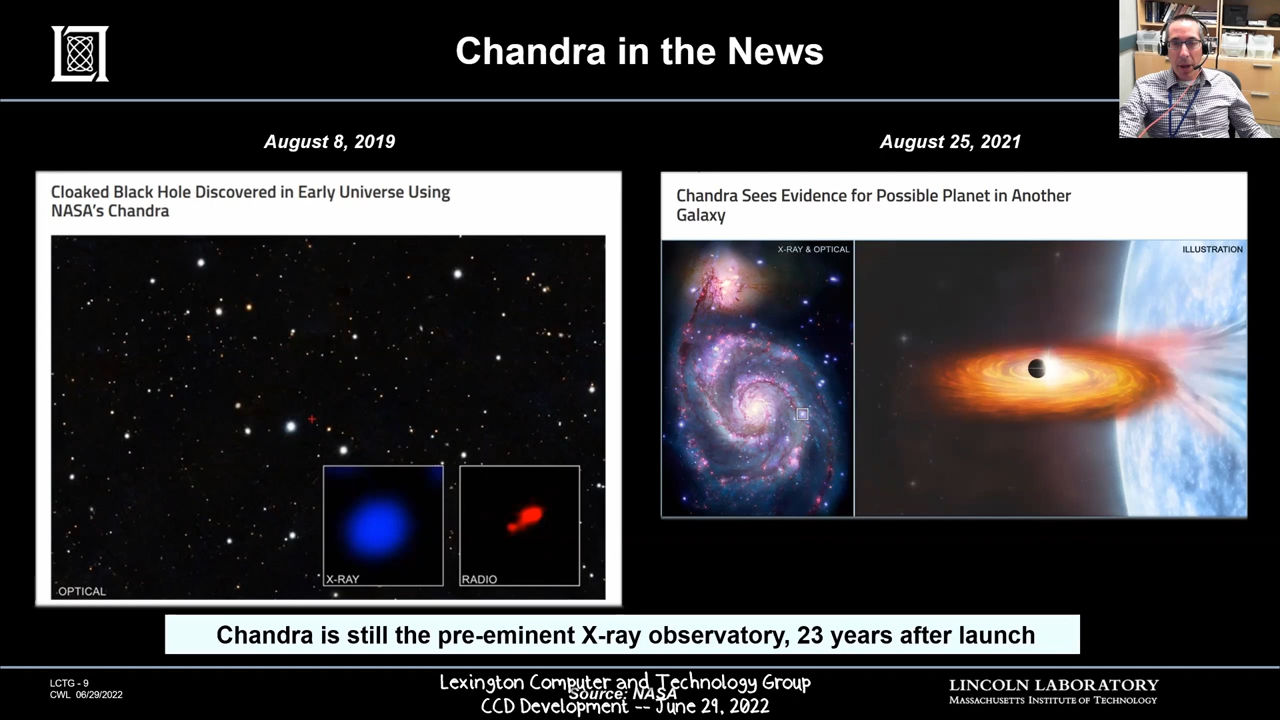 Chandra in the News
August 8, 2019
Cloaked Black Hole Discovered in Early Universe Using
NASA's Chandra
OPTICAL
X-RAY
RADIO
August 25, 2021
Chandra Sees Evidence for Possible Planet in Another
Galaxy
X-RAY & OPTICAL
ILLUSTRATION
Chandra is still the pre-eminent X-ray observatory, 23 years after launch
LCTG - 9
CWL 06/29/2022
Lexington Computer and Technology Group
Source: NASA
CCD Development -- June 29, 2022
LINCOLN LABORATORY
MASSACHUSETTS INSTITUTE OF TECHNOLOGY